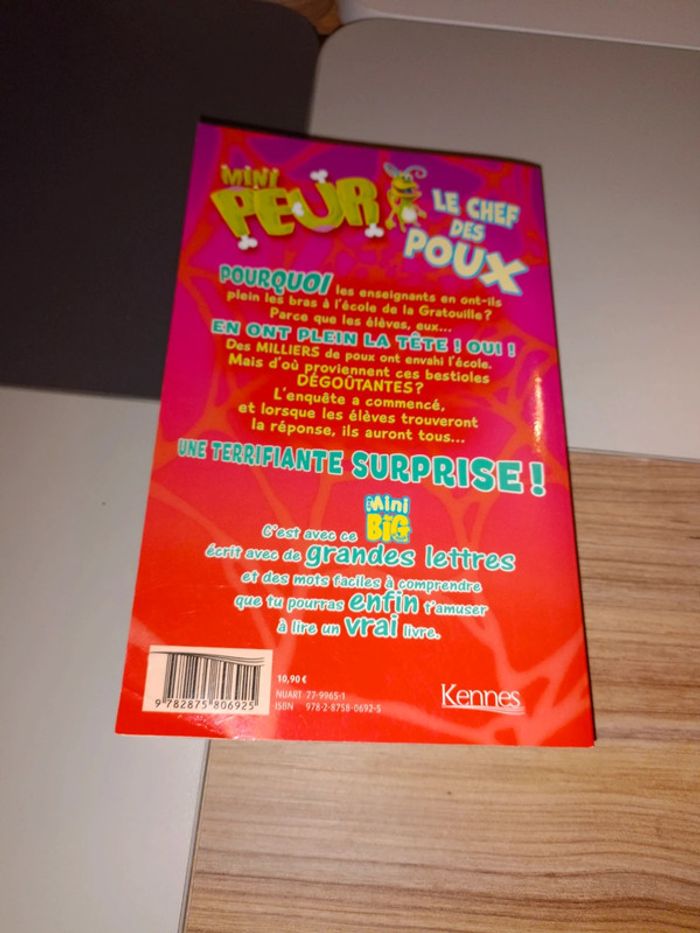 MINI
PEUR
LE CHEF
DES
POUX
POURQUOI les enseignants en ont-ils
plein les bras à l'école de la Gratouille?
Parce que les élèves, eux...
EN ONT PLEIN LA TÊTE ! OUI !
Des MILLIERS de poux ont envahi l'école.
Mais d'où proviennent ces bestioles
DÉGOÛTANTES?
L'enquête a commencé,
et lorsque les élèves trouveront
la réponse, ils auront tous...
UNE TERRIFIANTE SURPRISE !
C'est avec ce Mini BIG
écrit avec de grandes lettres
et des mots faciles à comprendre
que tu pourras enfin t'amuser
à lire un vrai livre.
10,90 €
NUART 77-9965-1
ISBN 978-2-8758-0692-5
9 782875 806925
Kennes